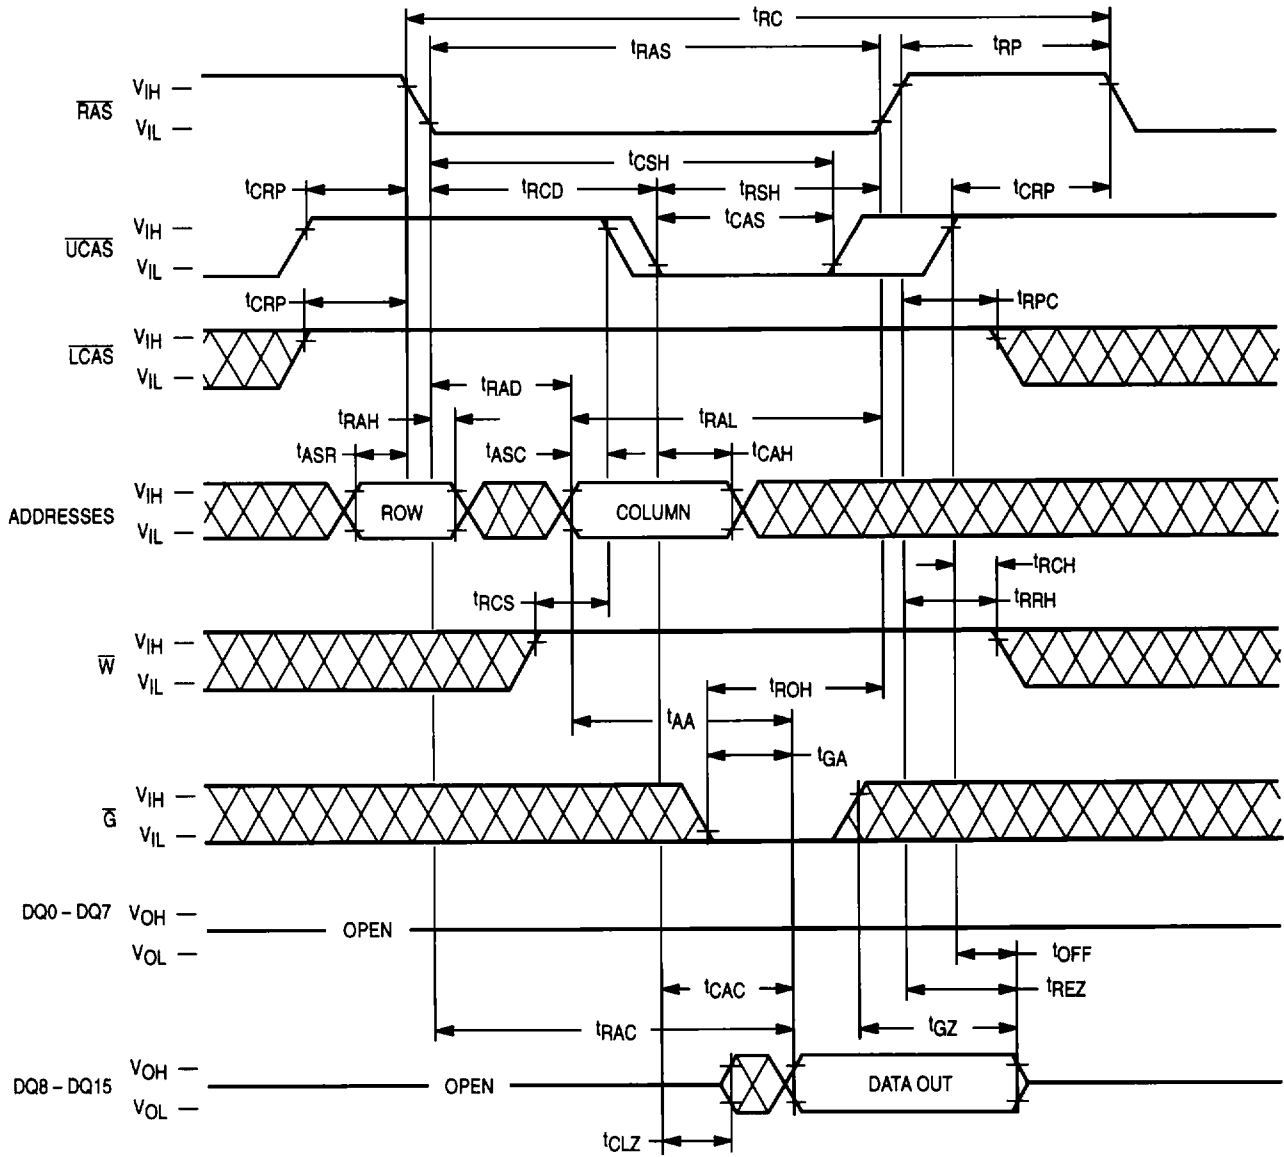 tRC
tRAS tRP
RAS VIH
VIL
tCSH
tCRP tRCD tRSH tCRP
tCAS
UCAS VIH
VIL
tCRP tRPC
LCAS VIH
VIL
tRAD
tRAH tRAL
tASR tASC tCAH
ADDRESSES VIH ROW COLUMN
VIL
tRCH
tRCS tRRH
W VIH
VIL
tROH
tAA
tGA
G VIH
VIL
DQ0 – DQ7 VOH OPEN
VOL
tOFF
tCAC tREZ
tRAC tGZ
DQ8 – DQ15 VOH OPEN DATA OUT
VOL
tCLZ